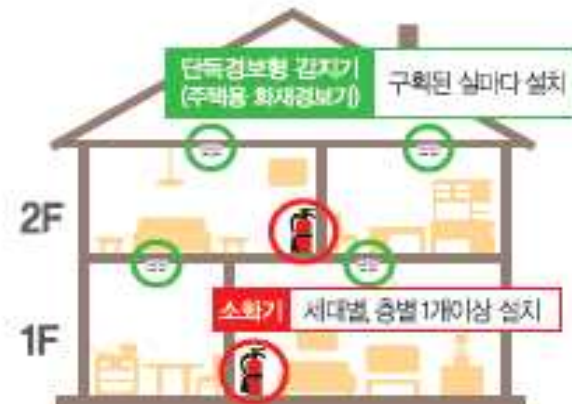 단독경보형 감지기
(주택용 화재경보기)
구획된 실마다 설치
2F
소화기
세대별, 층별 1개이상 설치
1F